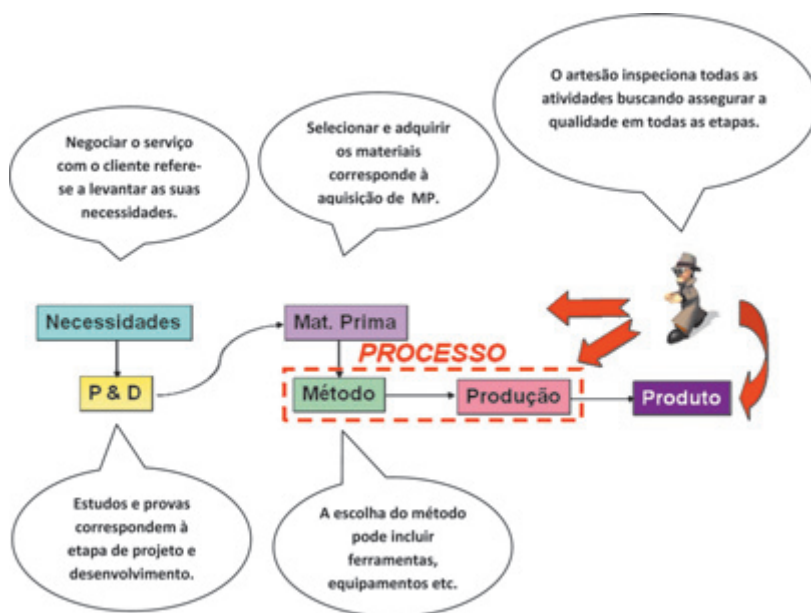 O artesão inspeciona todas as
atividades buscando assegurar a
qualidade em todas as etapas.
Negociar o serviço
com o cliente refere-
se a levantar as suas
necessidades.
Selecionar e adquirir
os materiais
corresponde à
aquisição de MP.
Necessidades
Mat. Prima
PROCESSO
P & D
Método
Produção
Produto
Estudos e provas
correspondem à
etapa de projeto e
desenvolvimento.
A escolha do método
pode incluir
ferramentas,
equipamentos etc.